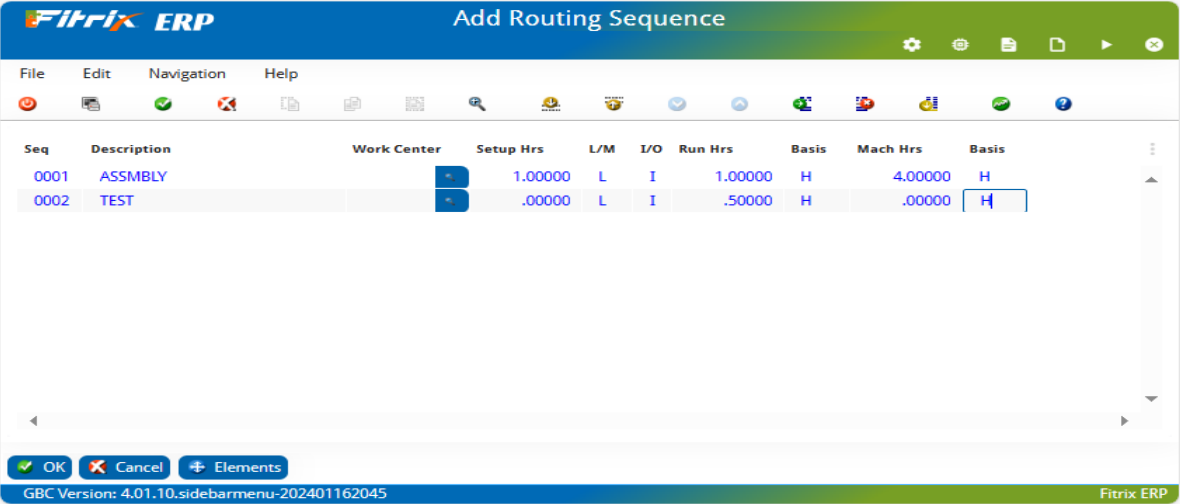 Fitrix ERP
Add Routing Sequence
File Edit Navigation Help
Seq Description Work Center Setup Hrs L/M I/O Run Hrs Basis Mach Hrs Basis
0001 ASSMBLY 1.00000 L I 1.00000 H 4.00000 H
0002 TEST .00000 L I .50000 H .00000 H
OK Cancel Elements
GBC Version: 4.01.10.sidebarmenu-202401162045 Fitrix ERP